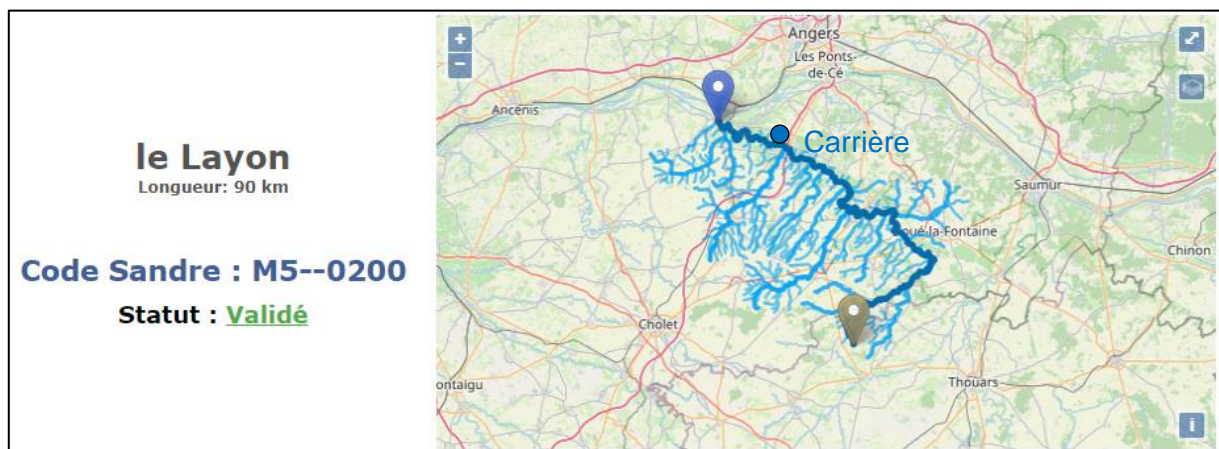 le Layon
Longueur: 90 km
Code Sandre : M5--0200
Statut : Validé
+
−
Angers
Les Ponts-
de-Cé
Ancenis
Carrière
Saumur
Doué-la-Fontaine
Chinon
Cholet
ontaigu
Thouars
i